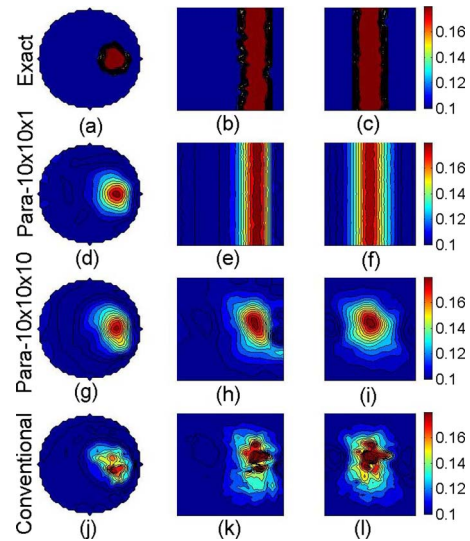 Exact
(a)
(b)
(c)
0.16
0.14
0.12
0.1
Para-10x10x1
(d)
(e)
(f)
0.16
0.14
0.12
0.1
Para-10x10x10
(g)
(h)
(i)
0.16
0.14
0.12
0.1
Conventional
(j)
(k)
(l)
0.16
0.14
0.12
0.1